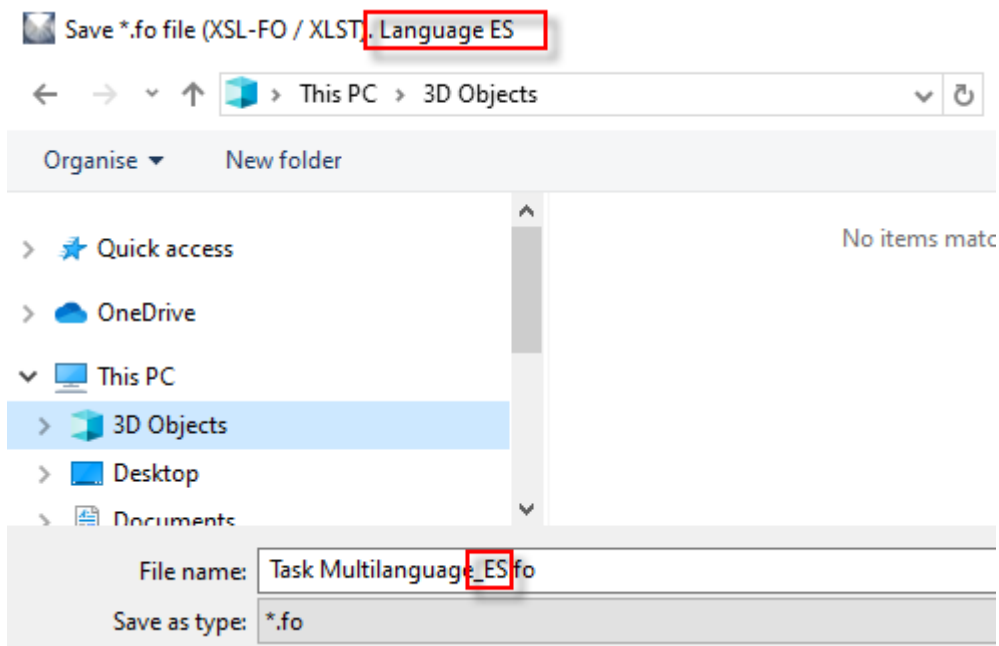 Save *.fo file (XSL-FO / XLST). Language ES
This PC > 3D Objects
Organise New folder
No items matc
Quick access
OneDrive
This PC
3D Objects
Desktop
Documents
File name: Task Multilanguage_ES.fo
Save as type: *.fo